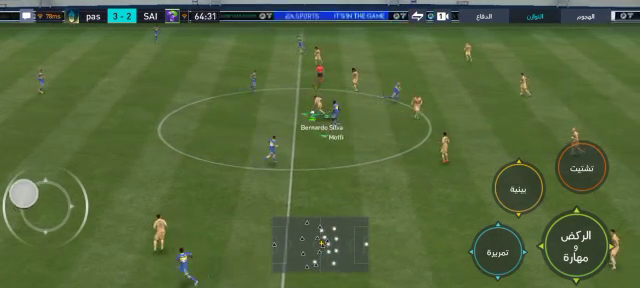 78ms pas 3 - 2 SAI 64:31
EA SPORTS IT'S IN THE GAME
1 الدفاع التوازن الهجوم
Bernardo Silva
Moffi
تشتيت
بينية
الركض
و
مهارة
تمريرة